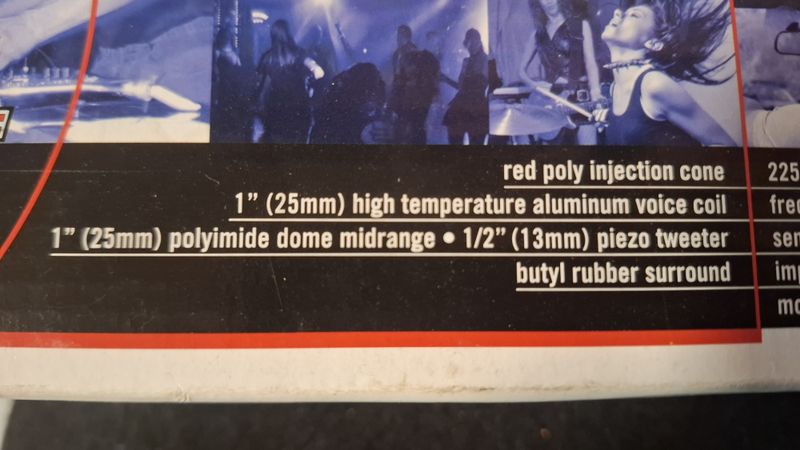 red poly injection cone
1” (25mm) high temperature aluminum voice coil
1” (25mm) polyimide dome midrange • 1/2” (13mm) piezo tweeter
butyl rubber surround
225